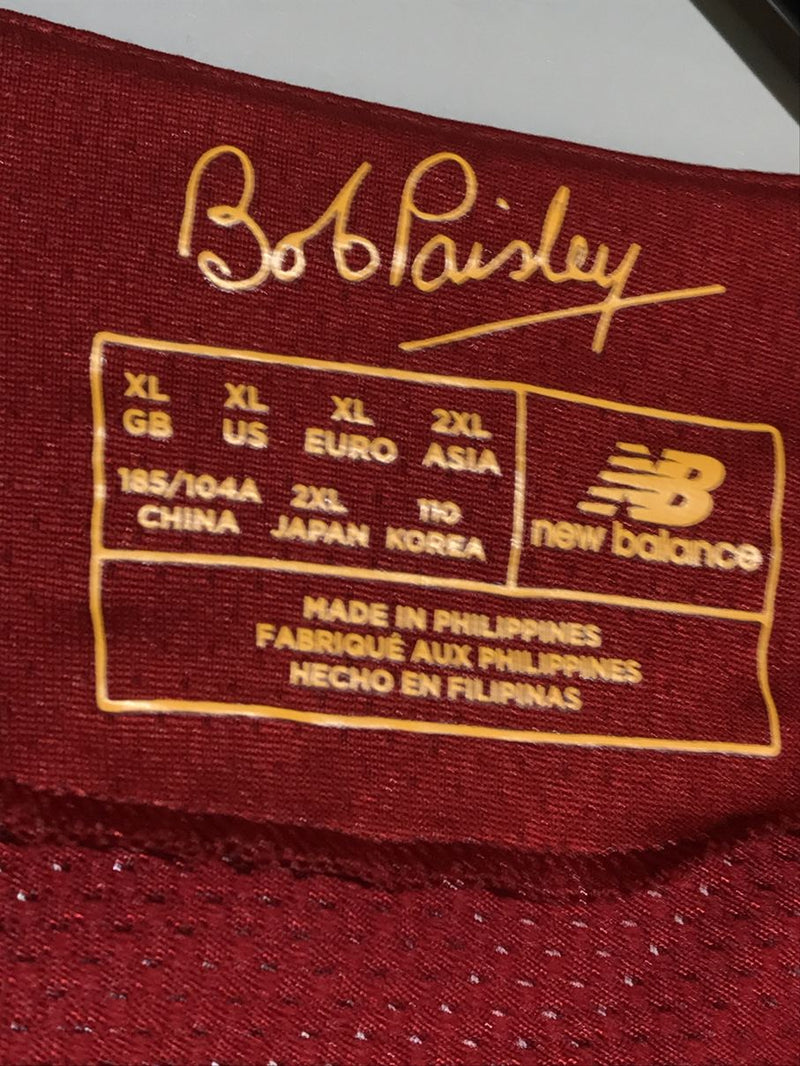 Bob Paisley
XL XL XL 2XL
GB US EURO ASIA
185/104A 2XL 110
CHINA JAPAN KOREA
NB
new balance
MADE IN PHILIPPINES
FABRIQUÉ AUX PHILIPPINES
HECHO EN FILIPINAS